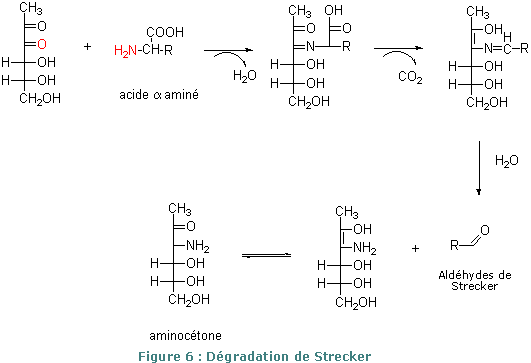 CH3
O
O
H OH
H OH
CH2OH
+
COOH
H2N-CH-R
acide α aminé
H2O
CH3
O
N
OH
O
R
H OH
H OH
CH2OH
CO2
CH3
OH
N=CH-R
H OH
H OH
CH2OH
H2O
CH3
O
NH2
H OH
H OH
CH2OH
aminocétone
CH3
OH
NH2
H OH
H OH
CH2OH
+
R
O
Aldéhydes de
Strecker
Figure 6 : Dégradation de Strecker